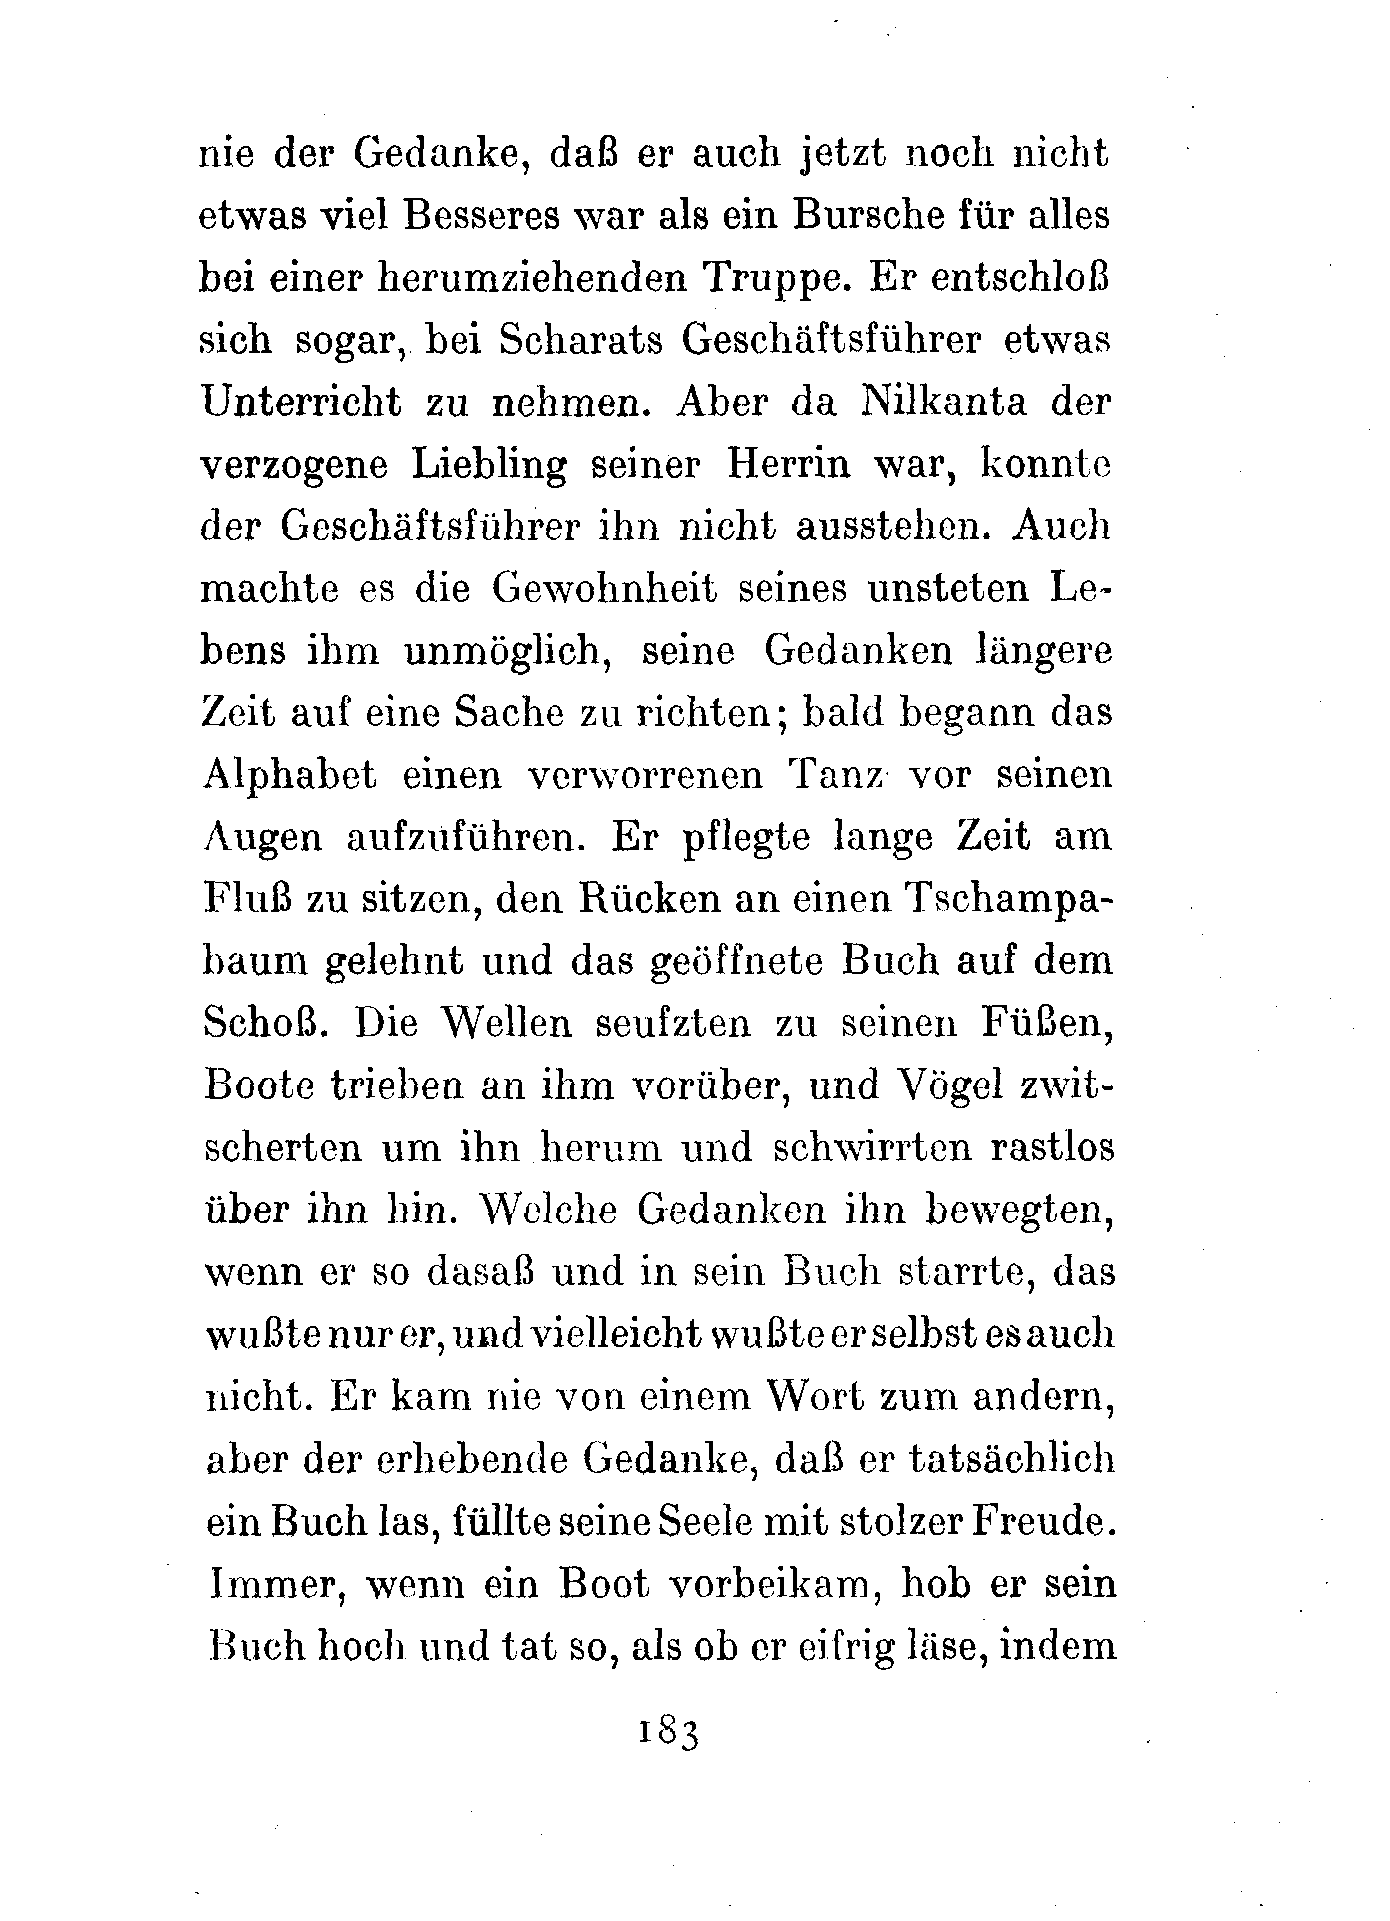 nie der Gedanke, daß er auch jetzt noch nicht
etwas viel Besseres war als ein Bursche für alles
bei einer herumziehenden Truppe. Er entschloß
sich sogar, bei Scharats Geschäftsführer etwas
Unterricht zu nehmen. Aber da Nilkanta der
verzogene Liebling seiner Herrin war, konnte
der Geschäftsführer ihn nicht ausstehen. Auch
machte es die Gewohnheit seines unsteten Le-
bens ihm unmöglich, seine Gedanken längere
Zeit auf eine Sache zu richten; bald begann das
Alphabet einen verworrenen Tanz vor seinen
Augen aufzuführen. Er pflegte lange Zeit am
Fluß zu sitzen, den Rücken an einen Tschampa-
baum gelehnt und das geöffnete Buch auf dem
Schoß. Die Wellen seufzten zu seinen Füßen,
Boote trieben an ihm vorüber, und Vögel zwit-
scherten um ihn herum und schwirrten rastlos
über ihn hin. Welche Gedanken ihn bewegten,
wenn er so dasaß und in sein Buch starrte, das
wußte nur er, und vielleicht wußte er selbst es auch
nicht. Er kam nie von einem Wort zum andern,
aber der erhebende Gedanke, daß er tatsächlich
ein Buch las, füllte seine Seele mit stolzer Freude.
Immer, wenn ein Boot vorbeikam, hob er sein
Buch hoch und tat so, als ob er eifrig läse, indem
183